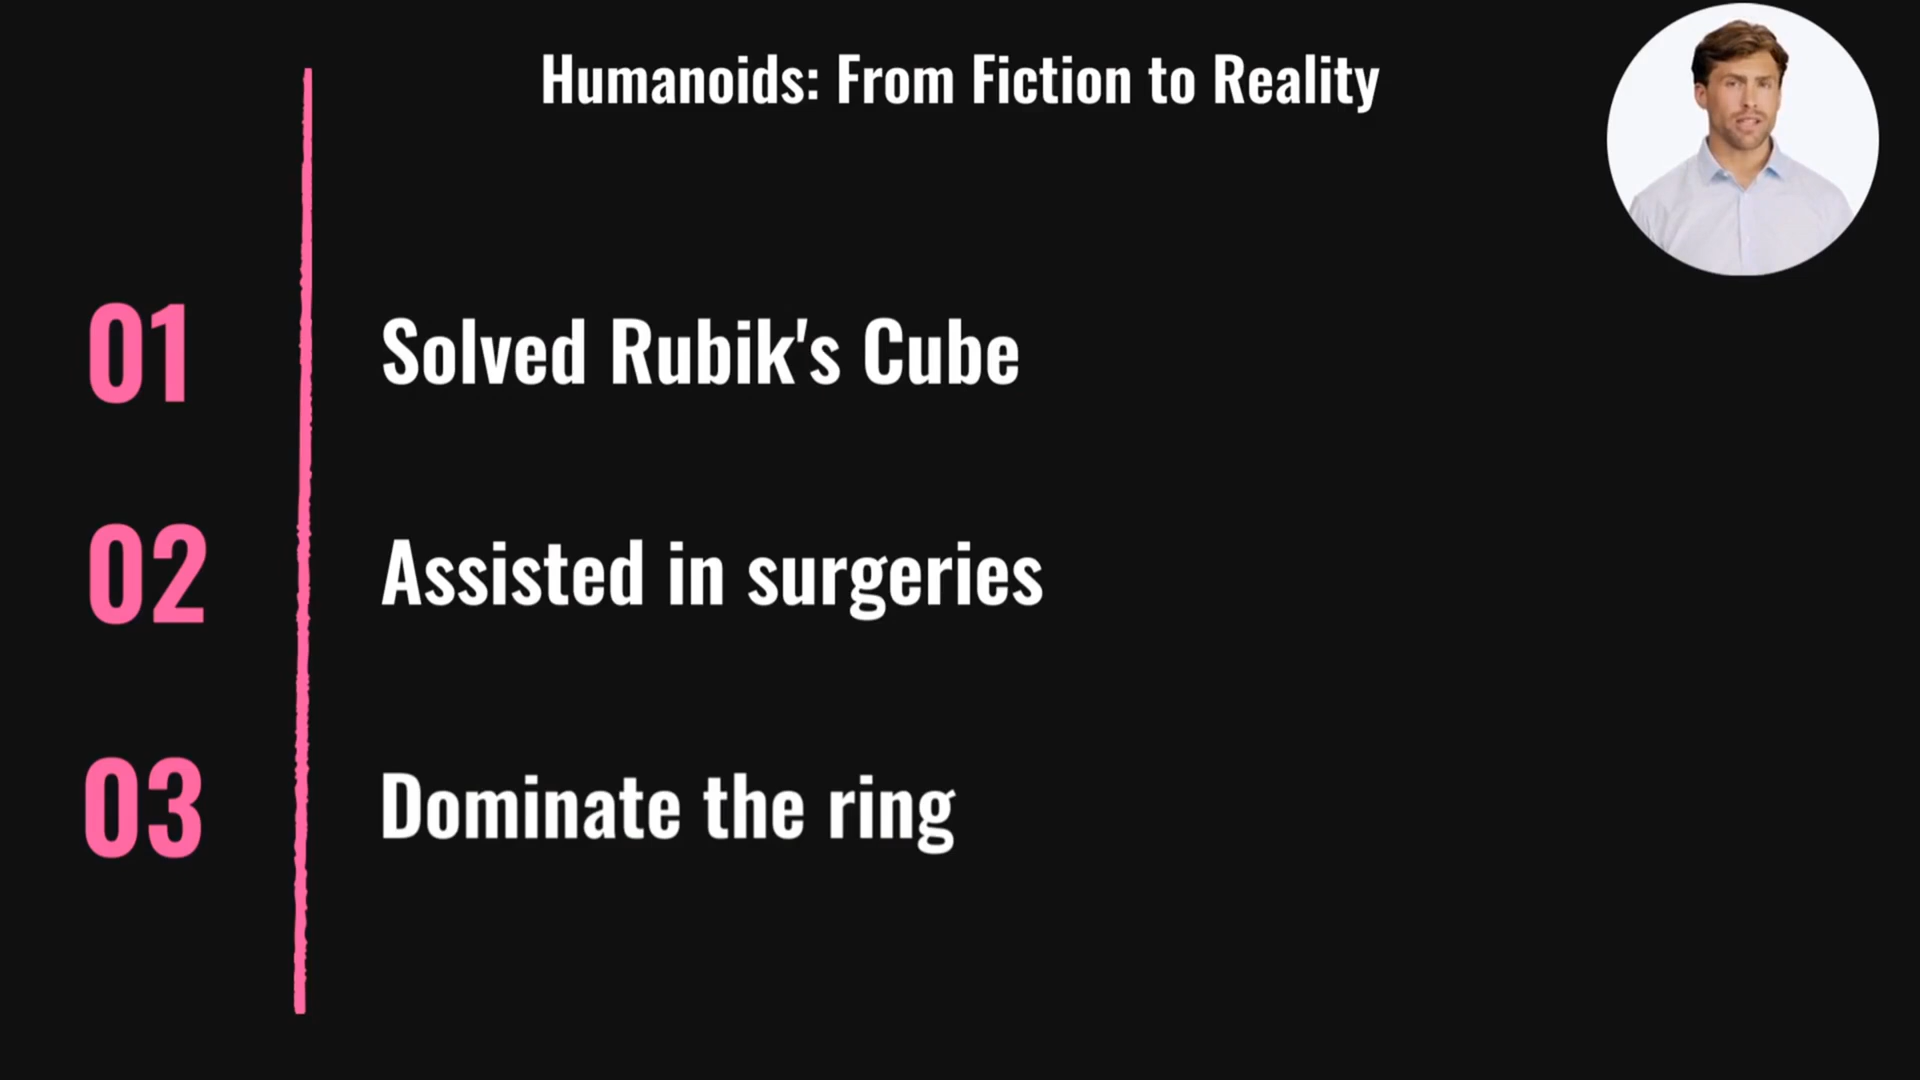 Humanoids: From Fiction to Reality
01 Solved Rubik's Cube
02 Assisted in surgeries
03 Dominate the ring